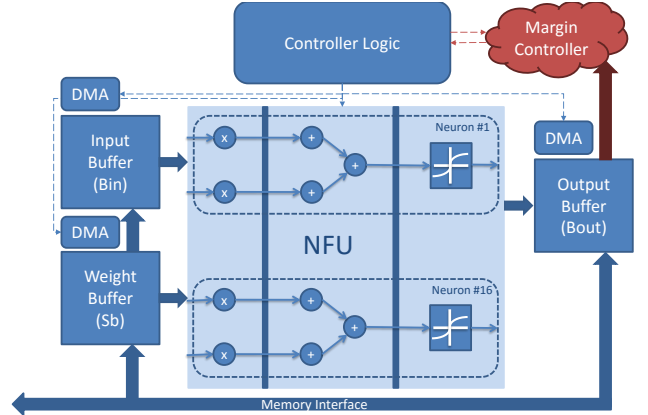 Controller Logic
Margin
Controller
DMA
Input
Buffer
(Bin)
DMA
Weight
Buffer
(Sb)
Neuron #1
x
+
x
+
+
NFU
Neuron #16
x
+
x
+
+
DMA
Output
Buffer
(Bout)
Memory Interface